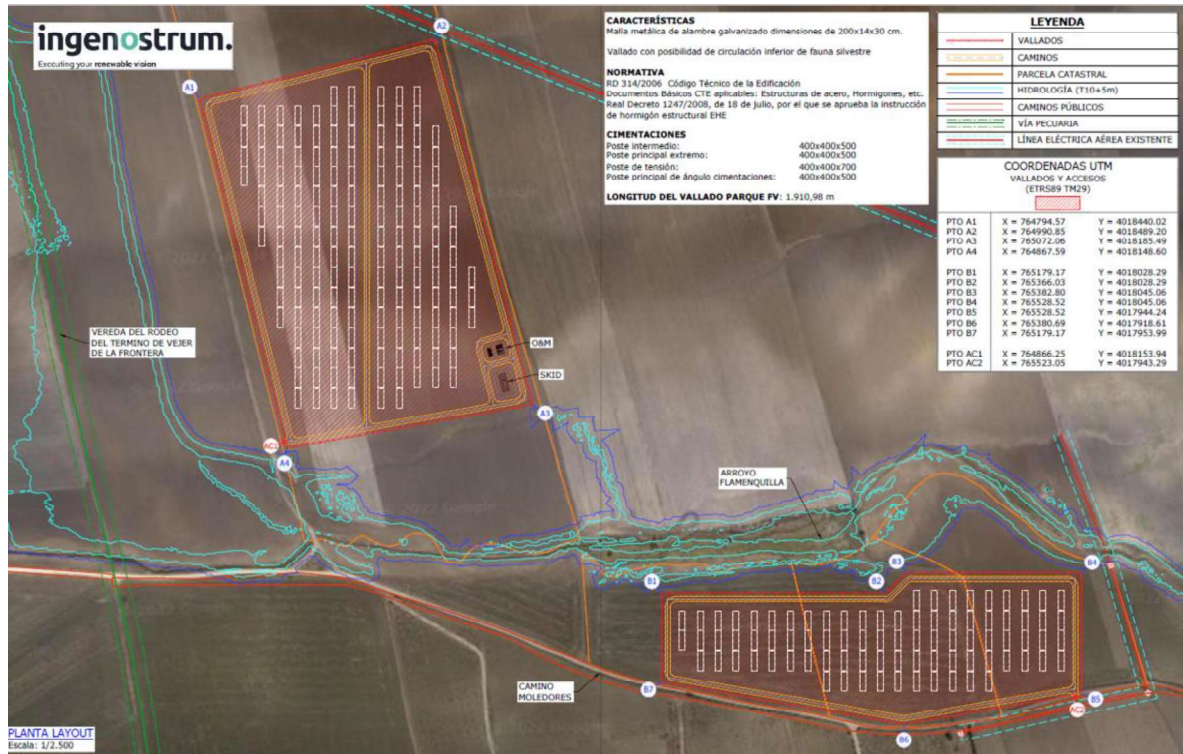 ingenostrum.
Executing your renewable vision
CARACTERÍSTICAS
Malla metálica de alambre galvanizado dimensiones de 200x14x30 cm.
Vallado con posibilidad de circulación inferior de fauna silvestre
NORMATIVA
RD 314/2006 Código Técnico de la Edificación
Documentos Básicos CTE aplicables: Estructuras de acero, Hormigones, etc.
Real Decreto 1247/2008, de 18 de julio, por el que se aprueba la instrucción
de hormigón estructural EHE
CIMENTACIONES
Poste intermedio: 400x400x500
Poste principal extremo: 400x400x500
Poste de tensión: 400x400x700
Poste principal de ángulo cimentaciones: 400x400x500
LONGITUD DEL VALLADO PARQUE FV: 1.910,98 m
LEYENDA
VALLADOS
CAMINOS
PARCELA CATASTRAL
HIDROLOGÍA (T10+5m)
CAMINOS PÚBLICOS
VÍA PECUARIA
LÍNEA ELÉCTRICA AÉREA EXISTENTE
COORDENADAS UTM
VALLADOS Y ACCESOS
(ETRS89 TM29)
PTO A1 X = 764794.57 Y = 4018440.02
PTO A2 X = 764990.85 Y = 4018489.20
PTO A3 X = 765072.06 Y = 4018185.49
PTO A4 X = 764867.59 Y = 4018148.60
PTO B1 X = 765179.17 Y = 4018028.29
PTO B2 X = 765366.03 Y = 4018028.29
PTO B3 X = 765382.80 Y = 4018045.06
PTO B4 X = 765528.52 Y = 4018045.06
PTO B5 X = 765528.52 Y = 4017944.24
PTO B6 X = 765380.69 Y = 4017918.61
PTO B7 X = 765179.17 Y = 4017953.99
PTO AC1 X = 764866.25 Y = 4018153.94
PTO AC2 X = 765523.05 Y = 4017943.29
A1
A2
VEREDA DEL RODEO
DEL TERMINO DE VEJER
DE LA FRONTERA
O&M
SKID
A3
AC1
A4
ARROYO
FLAMENQUILLA
B1
B2
B3
B4
CAMINO
MOLEDORES
B7
B5
AC2
B6
PLANTA LAYOUT
Escala: 1/2.500